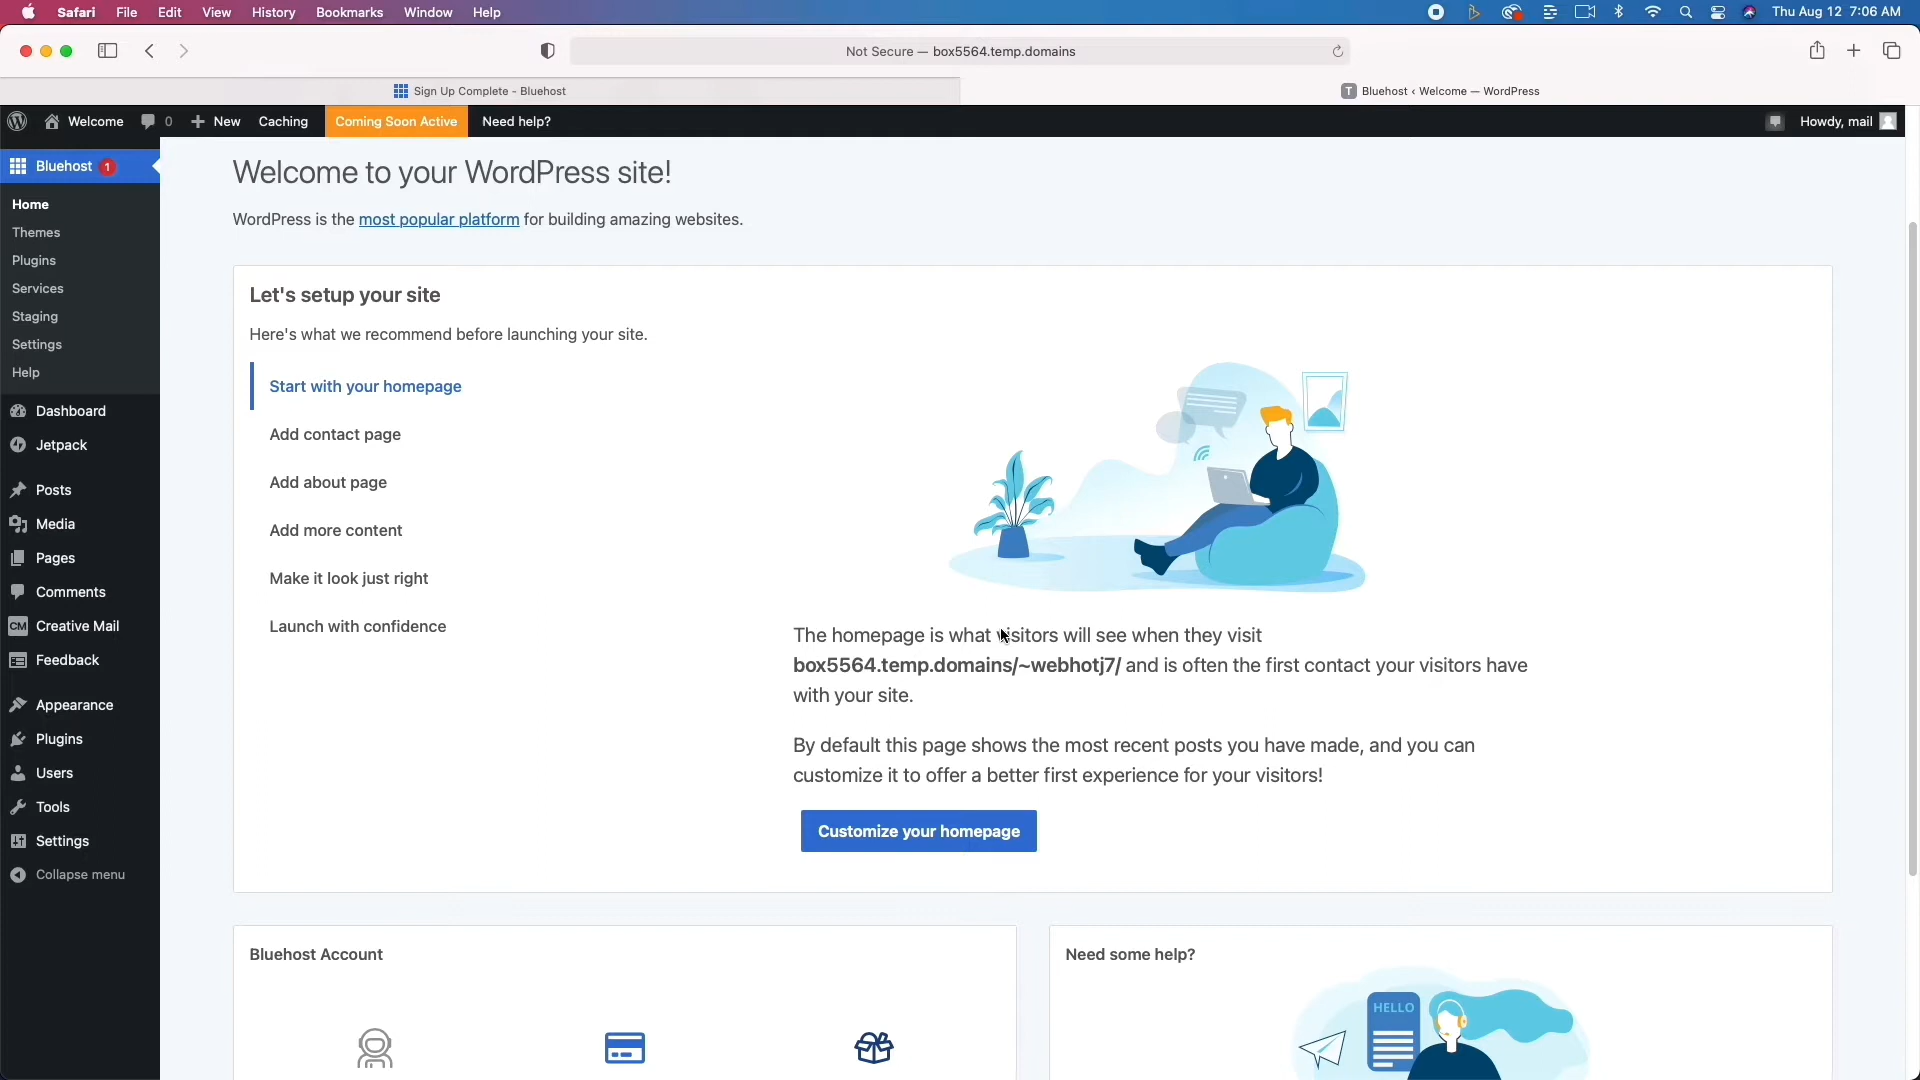 Safari File Edit View History Bookmarks Window Help Thu Aug 12 7:06 AM
Not Secure — box5564.temp.domains
Sign Up Complete - Bluehost
T Bluehost ‹ Welcome — WordPress
Welcome 0 New Caching Coming Soon Active Need help? Howdy, mail
Bluehost 1
Home
Themes
Plugins
Services
Staging
Settings
Help
Dashboard
Jetpack
Posts
Media
Pages
Comments
CM Creative Mail
Feedback
Appearance
Plugins
Users
Tools
Settings
Collapse menu
Welcome to your WordPress site!
WordPress is the most popular platform for building amazing websites.
Let's setup your site
Here's what we recommend before launching your site.
Start with your homepage
Add contact page
Add about page
Add more content
Make it look just right
Launch with confidence
The homepage is what visitors will see when they visit
box5564.temp.domains/~webhotj7/ and is often the first contact your visitors have
with your site.
By default this page shows the most recent posts you have made, and you can
customize it to offer a better first experience for your visitors!
Customize your homepage
Bluehost Account
Need some help?
HELLO